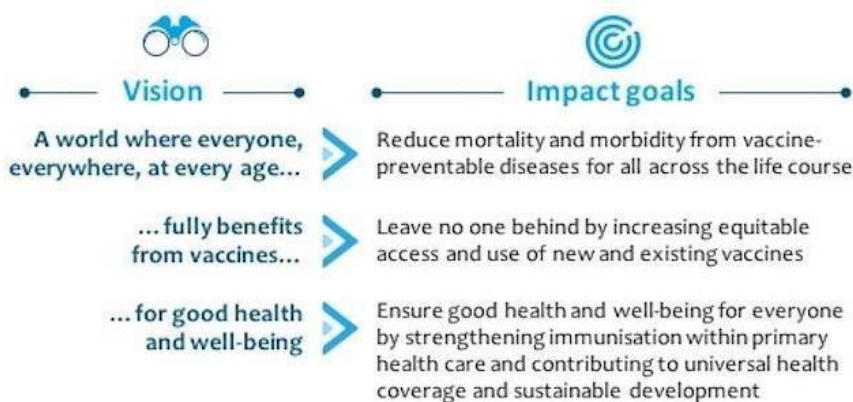 Vision
Impact goals
A world where everyone,
everywhere, at every age...
Reduce mortality and morbidity from vaccine-
preventable diseases for all across the life course
...fully benefits
from vaccines...
Leave no one behind by increasing equitable
access and use of new and existing vaccines
...for good health
and well-being
Ensure good health and well-being for everyone
by strengthening immunisation within primary
health care and contributing to universal health
coverage and sustainable development